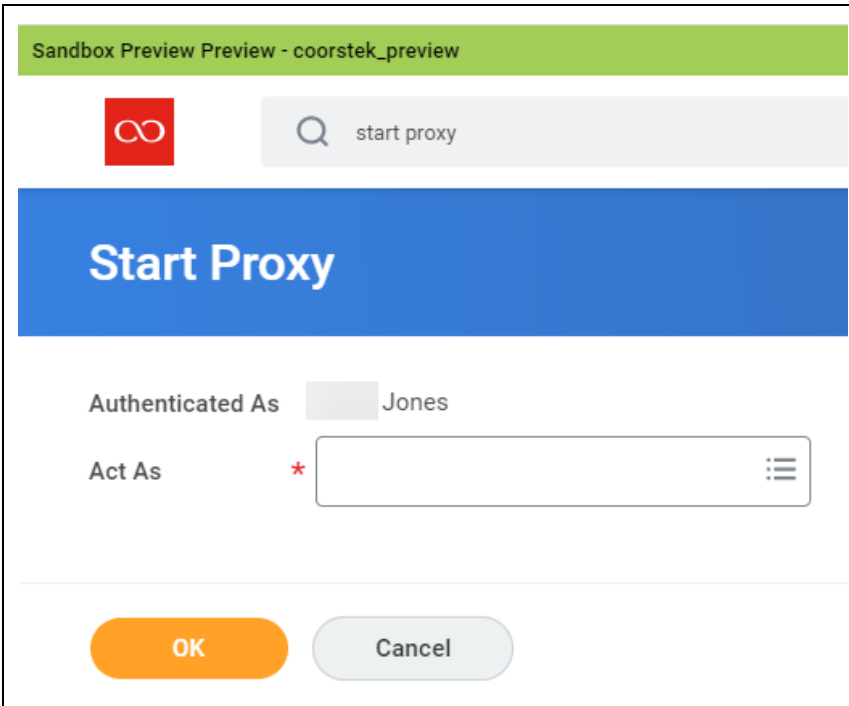 Sandbox Preview Preview - coorstek_preview
start proxy
Start Proxy
Authenticated As Jones
Act As *
OK Cancel